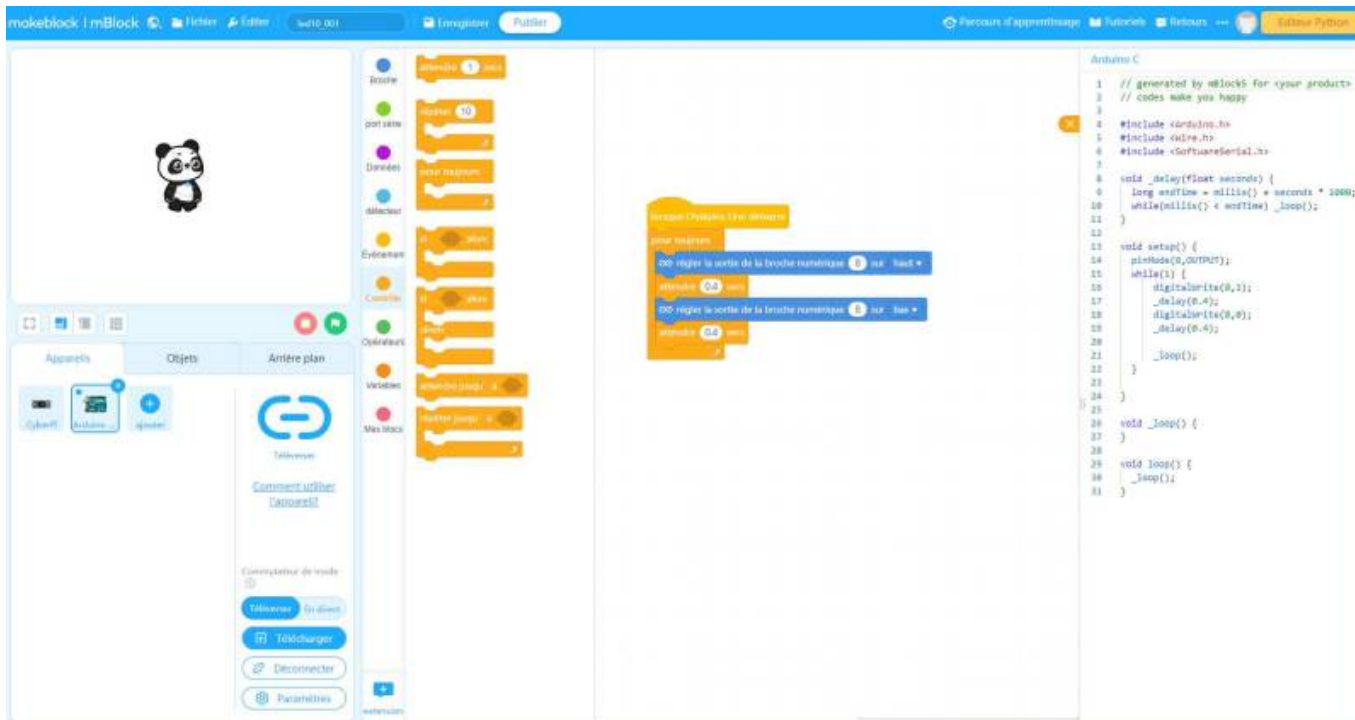 makeblock | mBlock Fichier Éditer led10_001 Enregistrer Publier Parcours d'apprentissage Tutoriels Retours Éditeur Python
Broche
port série
Données
détecteur
Événement
Contrôle
Opérateurs
Variables
Mes blocs
extension
attendre 1 secs
répéter 10
pour toujours
si alors
si alors
sinon
attendre jusqu' à
répéter jusqu' à
lorsque l'Arduino Uno démarre
pour toujours
régler la sortie de la broche numérique 8 sur haut
attendre 0.4 secs
régler la sortie de la broche numérique 8 sur bas
attendre 0.4 secs
Appareils Objets Arrière plan
CyberPi Arduino ... ajouter
Téléverser
Comment utiliser
l'appareil?
Commutateur de mode
Téléverser En direct
Télécharger
Déconnecter
Paramètres
Arduino C
1 // generated by mBlock5 for <your product>
2 // codes make you happy
3
4 #include <Arduino.h>
5 #include <Wire.h>
6 #include <SoftwareSerial.h>
7
8 void _delay(float seconds) {
9 long endTime = millis() + seconds * 1000;
10 while(millis() < endTime) _loop();
11 }
12
13 void setup() {
14 pinMode(8,OUTPUT);
15 while(1) {
16 digitalWrite(8,1);
17 _delay(0.4);
18 digitalWrite(8,0);
19 _delay(0.4);
20
21 _loop();
22 }
23
24 }
25
26 void _loop() {
27 }
28
29 void loop() {
30 _loop();
31 }